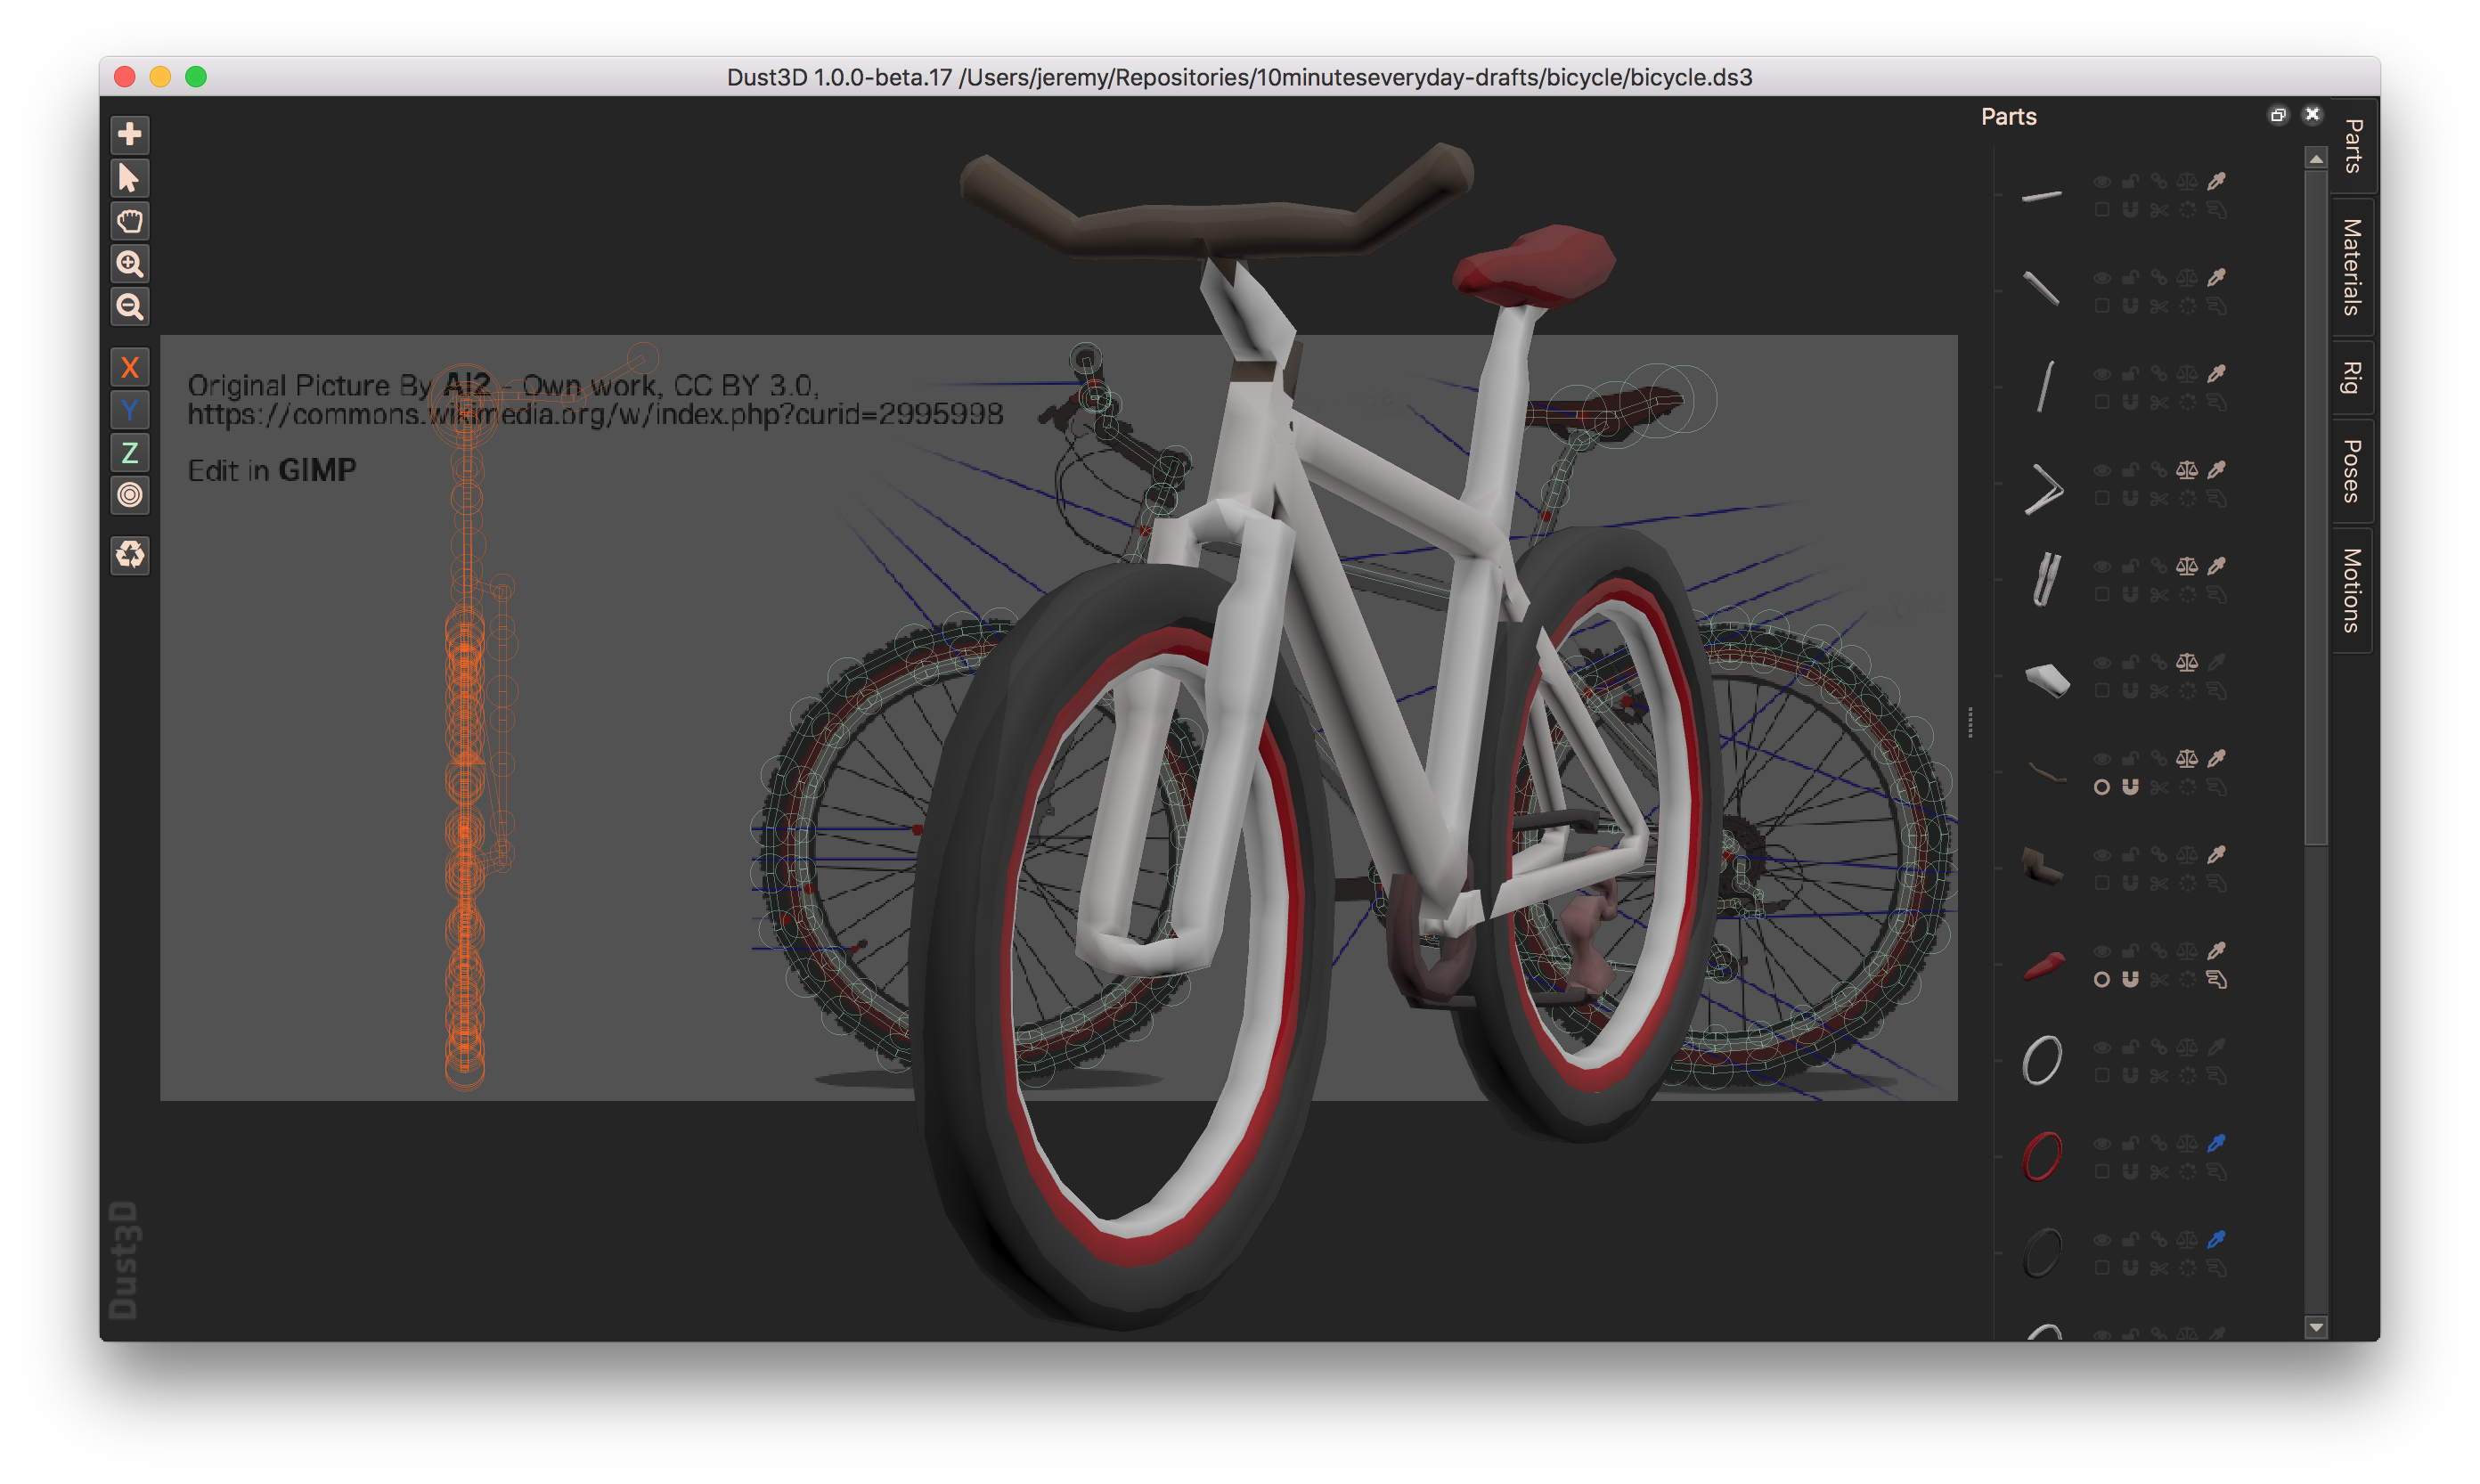 Dust3D 1.0.0-beta.17 /Users/jeremy/Repositories/10minuteseveryday-drafts/bicycle/bicycle.ds3
Parts
Parts
Materials
Rig
Poses
Motions
X
Y
Z
Original Picture By AI2 - Own work, CC BY 3.0,
https://commons.wikimedia.org/w/index.php?curid=2995998
Edit in GIMP
Dust3D